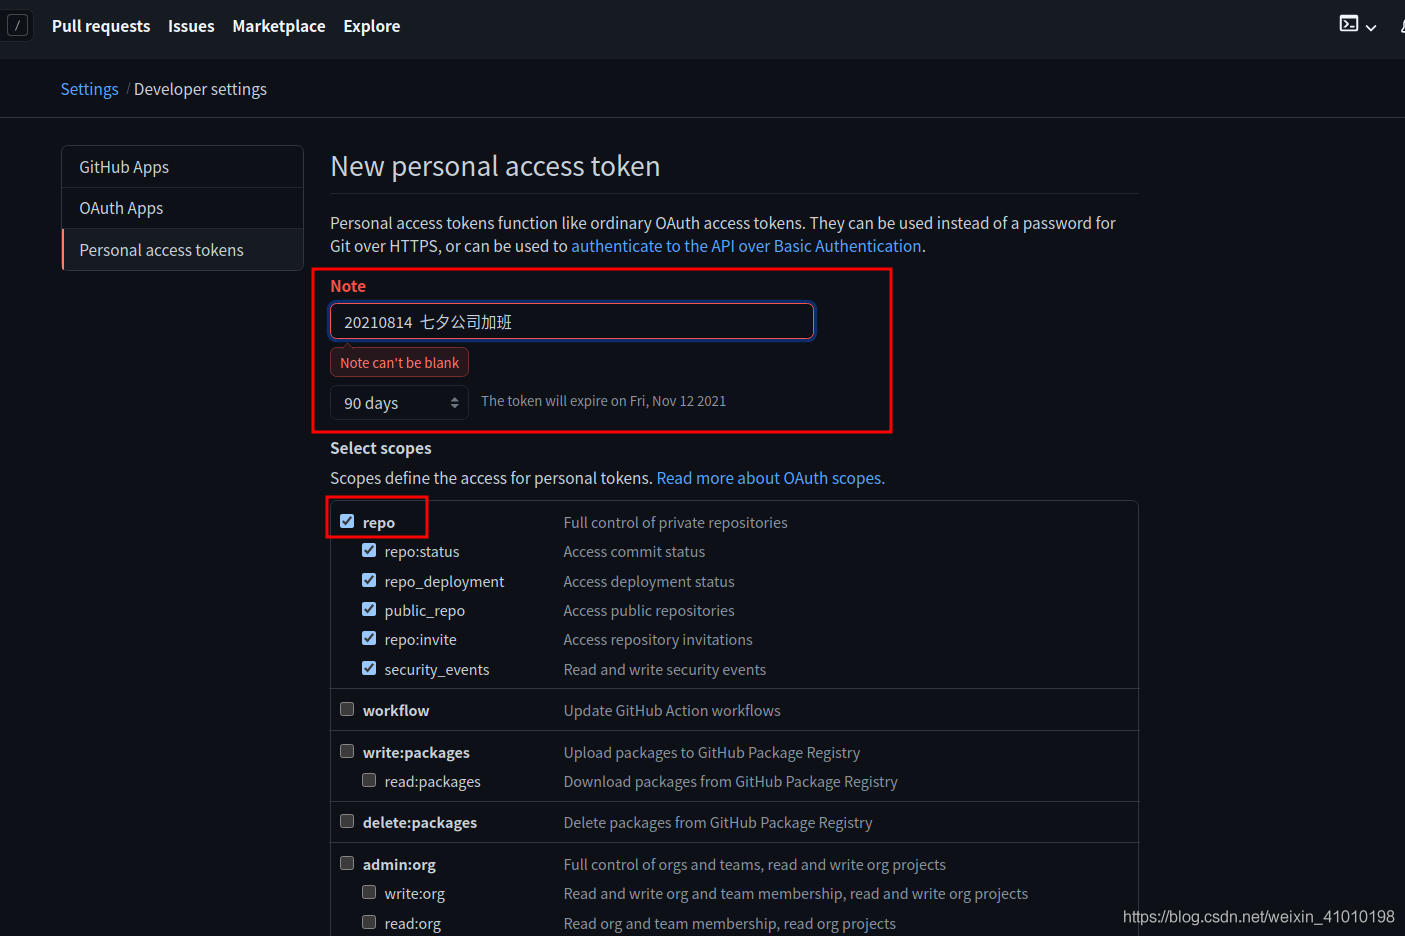 / Pull requests Issues Marketplace Explore
Settings / Developer settings
GitHub Apps
OAuth Apps
Personal access tokens
New personal access token
Personal access tokens function like ordinary OAuth access tokens. They can be used instead of a password for
Git over HTTPS, or can be used to authenticate to the API over Basic Authentication.
Note
20210814 七夕公司加班
Note can't be blank
90 days The token will expire on Fri, Nov 12 2021
Select scopes
Scopes define the access for personal tokens. Read more about OAuth scopes.
repo Full control of private repositories
repo:status Access commit status
repo_deployment Access deployment status
public_repo Access public repositories
repo:invite Access repository invitations
security_events Read and write security events
workflow Update GitHub Action workflows
write:packages Upload packages to GitHub Package Registry
read:packages Download packages from GitHub Package Registry
delete:packages Delete packages from GitHub Package Registry
admin:org Full control of orgs and teams, read and write org projects
write:org Read and write org and team membership, read and write org projects
read:org Read org and team membership, read org projects
https://blog.csdn.net/weixin_41010198